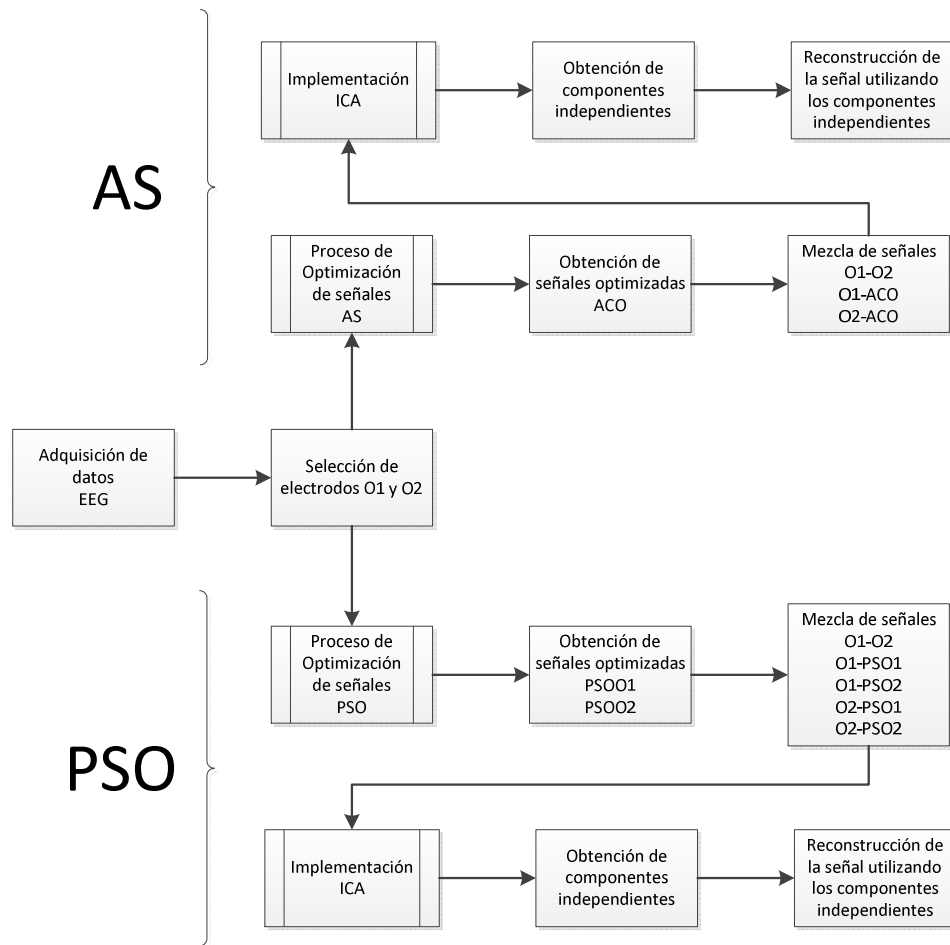 AS
Implementación
ICA
Obtención de
componentes
independientes
Reconstrucción de
la señal utilizando
los componentes
independientes
Proceso de
Optimización
de señales
AS
Obtención de
señales optimizadas
ACO
Mezcla de señales
O1-O2
O1-ACO
O2-ACO
Adquisición de
datos
EEG
Selección de
electrodos O1 y O2
PSO
Proceso de
Optimización
de señales
PSO
Obtención de
señales optimizadas
PSOO1
PSOO2
Mezcla de señales
O1-O2
O1-PSO1
O1-PSO2
O2-PSO1
O2-PSO2
Implementación
ICA
Obtención de
componentes
independientes
Reconstrucción de
la señal utilizando
los componentes
independientes